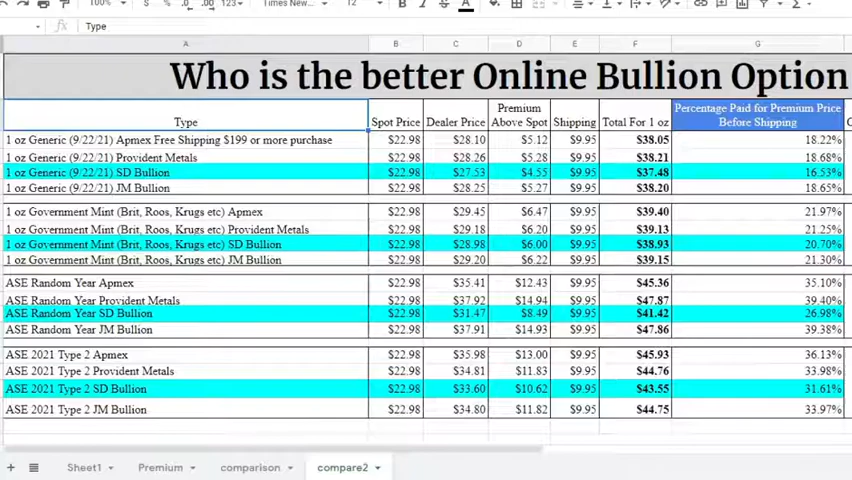 100%
$ % .0 .00 123
Times New...
12
B
A
fx Type
A B C D E F G
Who is the better Online Bullion Option
Type Spot Price Dealer Price Premium Above Spot Shipping Total For 1 oz Percentage Paid for Premium Price Before Shipping
1 oz Generic (9/22/21) Apmex Free Shipping $199 or more purchase $22.98 $28.10 $5.12 $9.95 $38.05 18.22%
1 oz Generic (9/22/21) Provident Metals $22.98 $28.26 $5.28 $9.95 $38.21 18.68%
1 oz Generic (9/22/21) SD Bullion $22.98 $27.53 $4.55 $9.95 $37.48 16.53%
1 oz Generic (9/22/21) JM Bullion $22.98 $28.25 $5.27 $9.95 $38.20 18.65%
1 oz Government Mint (Brit, Roos, Krugs etc) Apmex $22.98 $29.45 $6.47 $9.95 $39.40 21.97%
1 oz Government Mint (Brit, Roos, Krugs etc) Provident Metals $22.98 $29.18 $6.20 $9.95 $39.13 21.25%
1 oz Government Mint (Brit, Roos, Krugs etc) SD Bullion $22.98 $28.98 $6.00 $9.95 $38.93 20.70%
1 oz Government Mint (Brit, Roos, Krugs etc) JM Bullion $22.98 $29.20 $6.22 $9.95 $39.15 21.30%
ASE Random Year Apmex $22.98 $35.41 $12.43 $9.95 $45.36 35.10%
ASE Random Year Provident Metals $22.98 $37.92 $14.94 $9.95 $47.87 39.40%
ASE Random Year SD Bullion $22.98 $31.47 $8.49 $9.95 $41.42 26.98%
ASE Random Year JM Bullion $22.98 $37.91 $14.93 $9.95 $47.86 39.38%
ASE 2021 Type 2 Apmex $22.98 $35.98 $13.00 $9.95 $45.93 36.13%
ASE 2021 Type 2 Provident Metals $22.98 $34.81 $11.83 $9.95 $44.76 33.98%
ASE 2021 Type 2 SD Bullion $22.98 $33.60 $10.62 $9.95 $43.55 31.61%
ASE 2021 Type 2 JM Bullion $22.98 $34.80 $11.82 $9.95 $44.75 33.97%
Sheet1 Premium comparison compare2